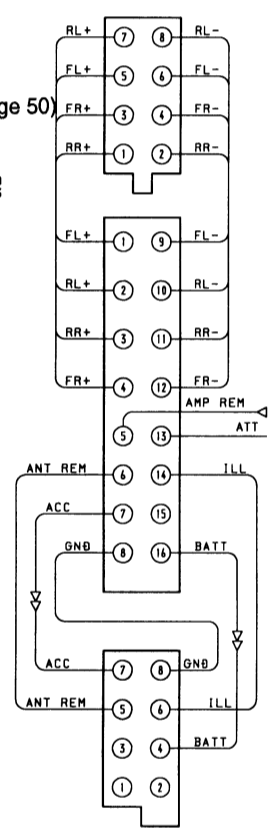 RL+ 7 8 RL-
FL+ 5 6 FL-
ge 50)
FR+ 3 4 FR-
RR+ 1 2 RR-
FL+ 1 9 FL-
RL+ 2 10 RL-
RR+ 3 11 RR-
FR+ 4 12 FR-
AMP REM
5 13 ATT
ANT REM 6 14 ILL
ACC 7 15
GND 8 16 BATT
ACC 7 8 GND
ANT REM 5 6 ILL
3 4 BATT
1 2